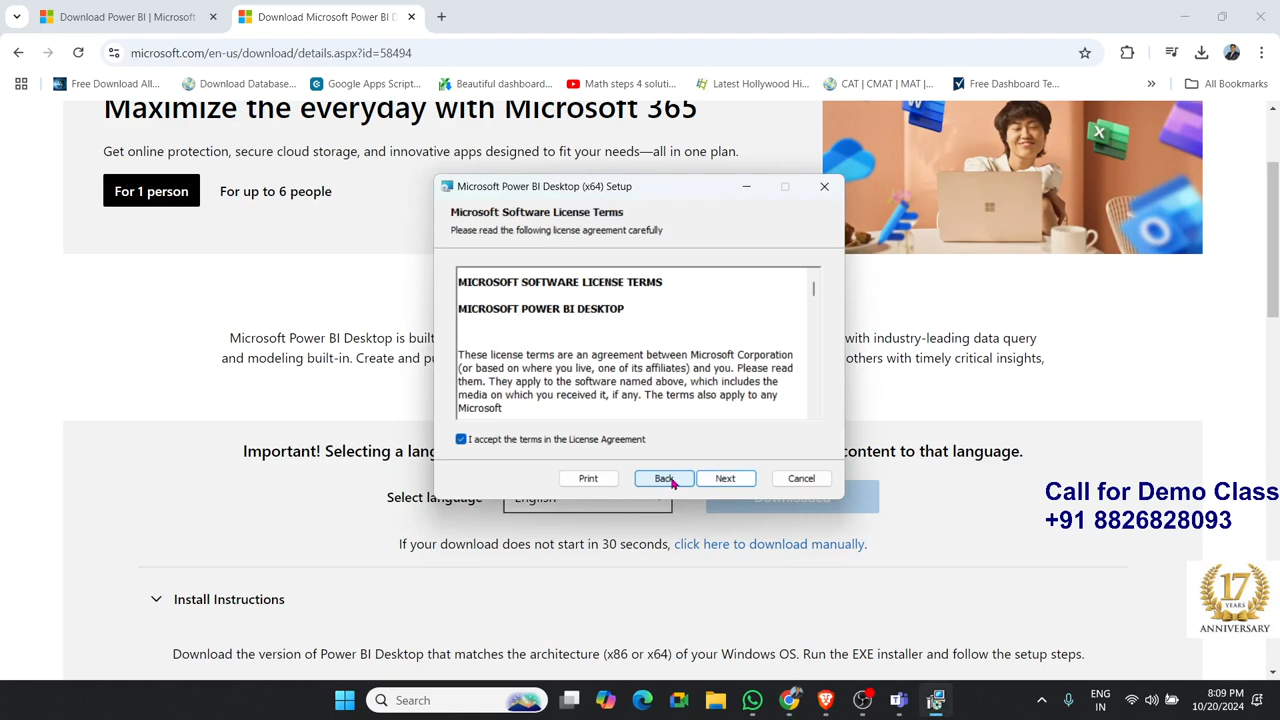 Download Power BI | Microsoft
Download Microsoft Power BI D
microsoft.com/en-us/download/details.aspx?id=58494
Free Download All...
Download Database...
Google Apps Script...
Beautiful dashboard...
Math steps 4 soluti...
Latest Hollywood Hi...
CAT | CMAT | MAT |...
Free Dashboard Te...
»
All Bookmarks
Maximize the everyday with Microsoft 365
Get online protection, secure cloud storage, and innovative apps designed to fit your needs—all in one plan.
For 1 person
For up to 6 people
Microsoft Power BI Desktop (x64) Setup
Microsoft Software License Terms
Please read the following license agreement carefully
MICROSOFT SOFTWARE LICENSE TERMS
MICROSOFT POWER BI DESKTOP
These license terms are an agreement between Microsoft Corporation
(or based on where you live, one of its affiliates) and you. Please read
them. They apply to the software named above, which includes the
media on which you received it, if any. The terms also apply to any
Microsoft
I accept the terms in the License Agreement
Print
Back
Next
Cancel
Microsoft Power BI Desktop is built
with industry-leading data query
and modeling built-in. Create and pu
others with timely critical insights,
Important! Selecting a lang
content to that language.
Select language
English
Downloaded
If your download does not start in 30 seconds, click here to download manually.
Install Instructions
Download the version of Power BI Desktop that matches the architecture (x86 or x64) of your Windows OS. Run the EXE installer and follow the setup steps.
Call for Demo Class
+91 8826828093
17
YEARS
ANNIVERSARY
Search
ENG
IN
8:09 PM
10/20/2024